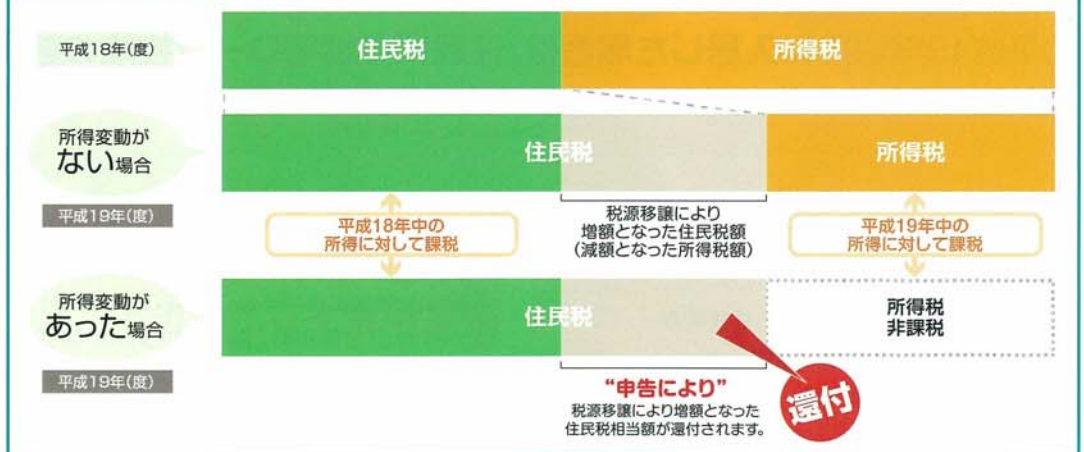 平成18年(度)
住民税
所得税
所得変動が
ない場合
住民税
所得税
平成19年(度)
平成18年中の
所得に対して課税
税源移譲により
増額となった住民税額
(減額となった所得税額)
平成19年中の
所得に対して課税
所得変動が
あった場合
住民税
所得税
非課税
平成19年(度)
“申告により”
税源移譲により増額となった
住民税相当額が還付されます。
還付